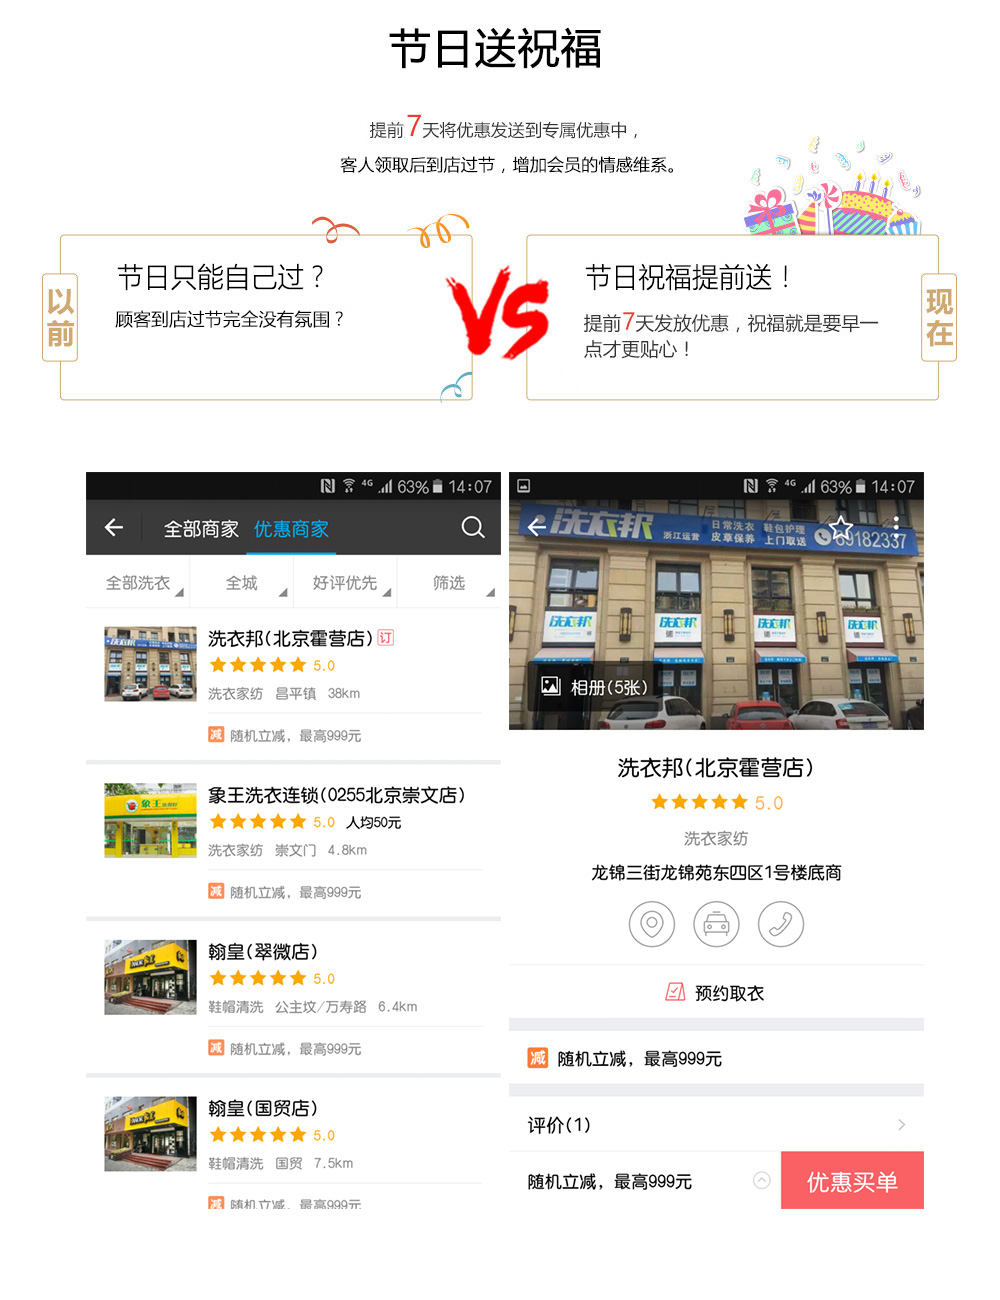 节日送祝福
提前7天将优惠发送到专属优惠中，
客人领取后到店过节，增加会员的情感维系。
以前
节日只能自己过？
顾客到店过节完全没有氛围？
VS
节日祝福提前送！
提前7天发放优惠，祝福就是要早一
点才更贴心！
现在
4G 63% 14:07
全部商家 优惠商家
全部洗衣 全城 好评优先 筛选
洗衣邦(北京霍营店) 订
5.0
洗衣家纺 昌平镇 38km
减 随机立减，最高999元
象王洗衣连锁(0255北京崇文店)
5.0 人均50元
洗衣家纺 崇文门 4.8km
减 随机立减，最高999元
翰皇(翠微店)
5.0
鞋帽清洗 公主坟/万寿路 6.4km
减 随机立减，最高999元
翰皇(国贸店)
5.0
鞋帽清洗 国贸 7.5km
减 随机立减，最高999元
4G 63% 14:07
洗衣邦 浙江运营 日常洗衣 鞋包护理
皮草保养 上门取送 69182337
洗衣邦 洗衣邦 洗衣邦 洗衣邦
相册(5张)
洗衣邦(北京霍营店)
5.0
洗衣家纺
龙锦三街龙锦苑东四区1号楼底商
预约取衣
减 随机立减，最高999元
评价(1)
随机立减，最高999元
优惠买单